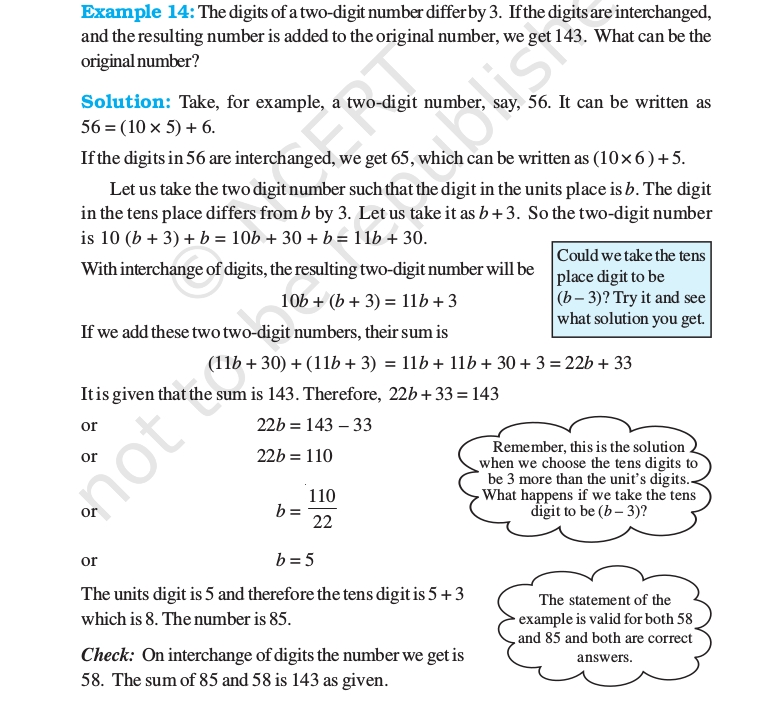 Example 14: The digits of a two-digit number differ by 3. If the digits are interchanged,
and the resulting number is added to the original number, we get 143. What can be the
original number?
Solution: Take, for example, a two-digit number, say, 56. It can be written as
56 = (10 × 5) + 6.
If the digits in 56 are interchanged, we get 65, which can be written as (10 × 6 ) + 5.
Let us take the two digit number such that the digit in the units place is b. The digit
in the tens place differs from b by 3. Let us take it as b + 3. So the two-digit number
is 10 (b + 3) + b = 10b + 30 + b = 11b + 30.
With interchange of digits, the resulting two-digit number will be
10b + (b + 3) = 11b + 3
If we add these two two-digit numbers, their sum is
Could we take the tens
place digit to be
(b – 3)? Try it and see
what solution you get.
(11b + 30) + (11b + 3) = 11b + 11b + 30 + 3 = 22b + 33
It is given that the sum is 143. Therefore, 22b + 33 = 143
or 22b = 143 – 33
or 22b = 110
or b = 110/22
or b = 5
Remember, this is the solution
when we choose the tens digits to
be 3 more than the unit's digits.
What happens if we take the tens
digit to be (b – 3)?
The units digit is 5 and therefore the tens digit is 5 + 3
which is 8. The number is 85.
Check: On interchange of digits the number we get is
58. The sum of 85 and 58 is 143 as given.
The statement of the
example is valid for both 58
and 85 and both are correct
answers.
© NCERT
not to be republished